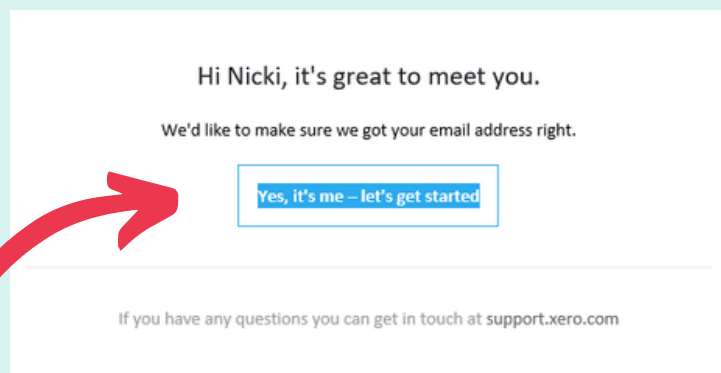 Hi Nicki, it's great to meet you.
We'd like to make sure we got your email address right.
Yes, it's me – let's get started
If you have any questions you can get in touch at support.xero.com